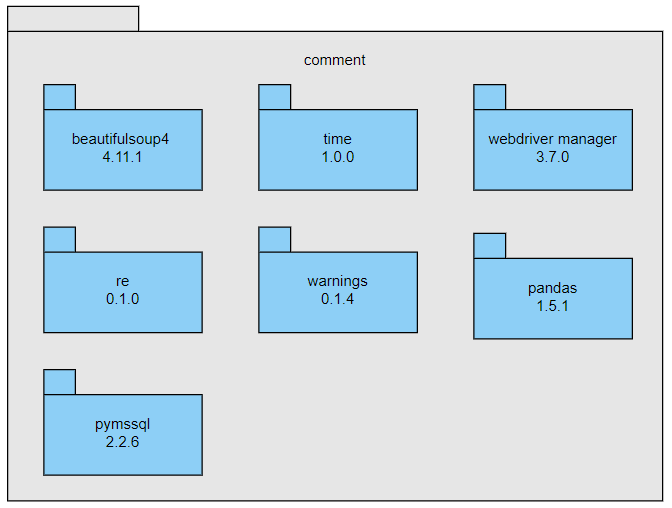 comment
beautifulsoup4
4.11.1
time
1.0.0
webdriver manager
3.7.0
re
0.1.0
warnings
0.1.4
pandas
1.5.1
pymssql
2.2.6